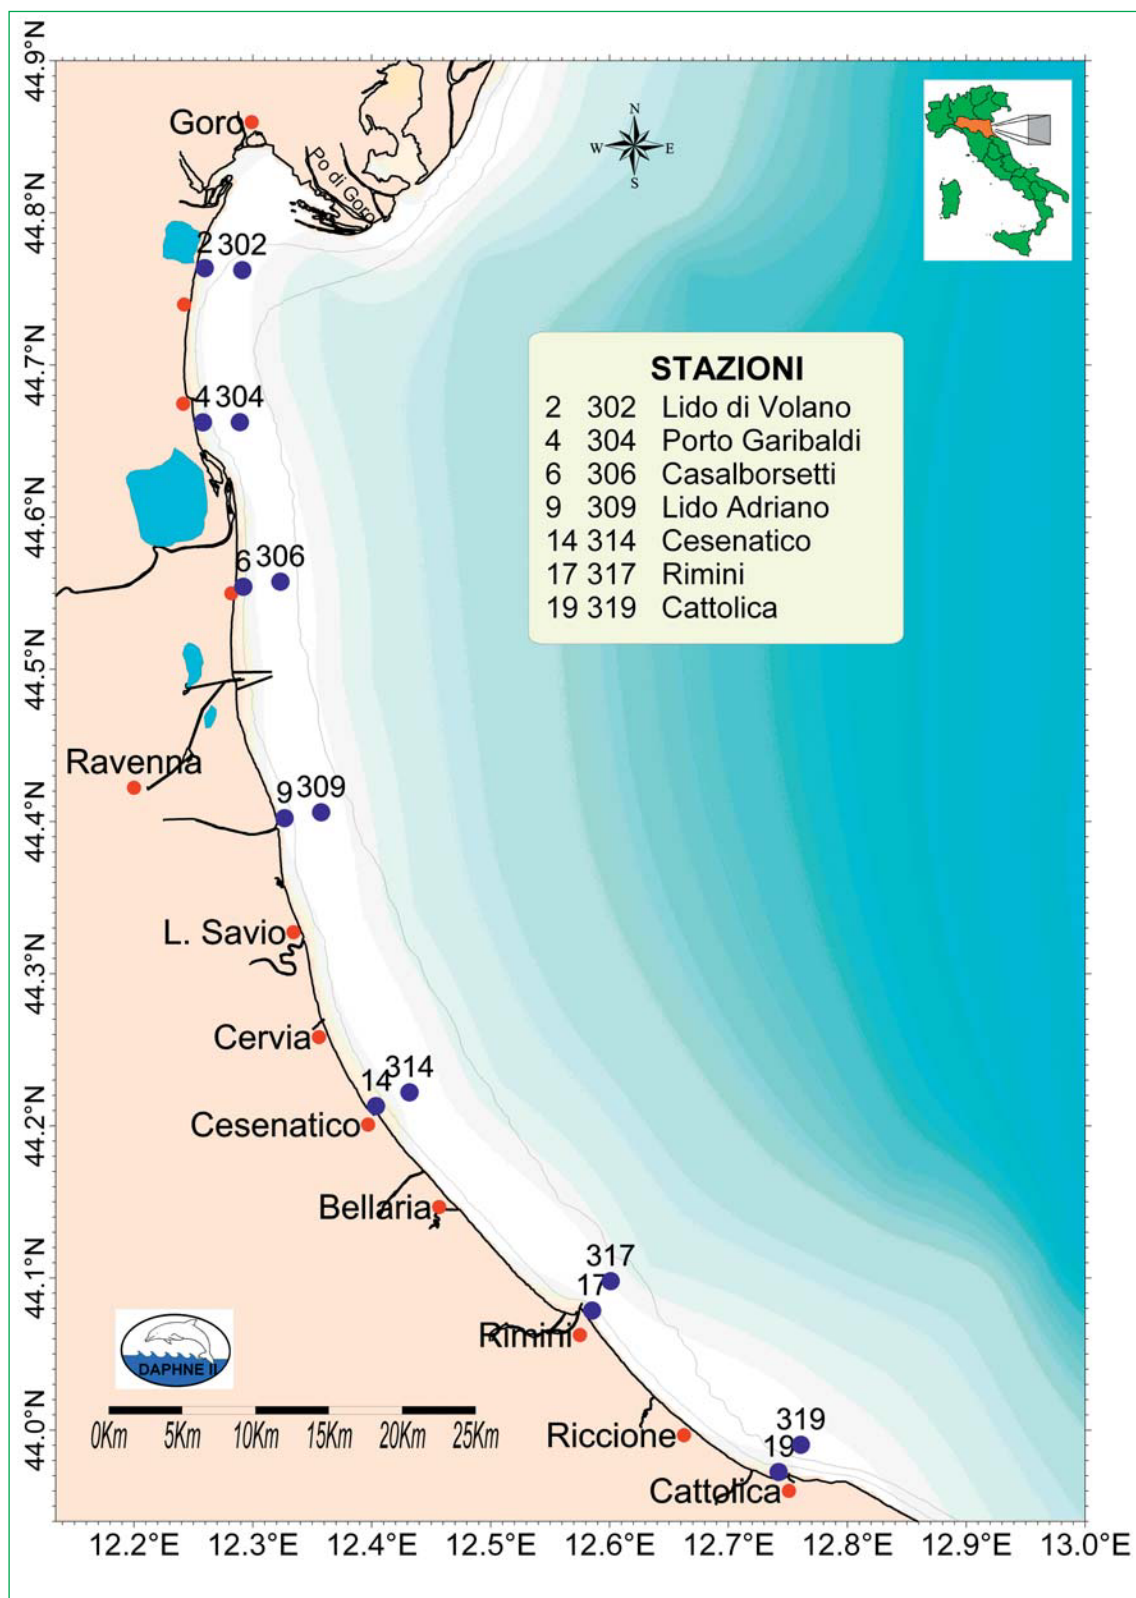 44.9°N
Goro
Po di Goro
N
W E
S
44.8°N
2 302
44.7°N
4 304
STAZIONI
2 302 Lido di Volano
4 304 Porto Garibaldi
6 306 Casalborsetti
9 309 Lido Adriano
14 314 Cesenatico
17 317 Rimini
19 319 Cattolica
44.6°N
6 306
44.5°N
Ravenna
9 309
44.4°N
L. Savio
44.3°N
Cervia
14 314
Cesenatico
44.2°N
Bellaria
317
17
44.1°N
Rimini
DAPHNE II
0Km 5Km 10Km 15Km 20Km 25Km
44.0°N
Riccione
319
19
Cattolica
12.2°E 12.3°E 12.4°E 12.5°E 12.6°E 12.7°E 12.8°E 12.9°E 13.0°E